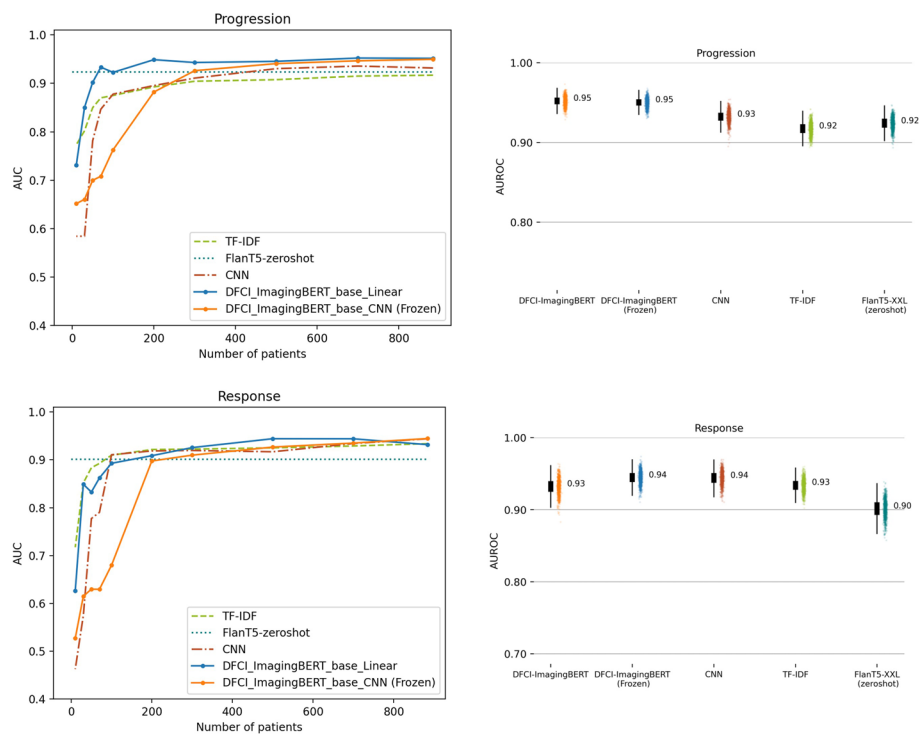 Progression
1.0
0.9
0.8
0.7
0.6
0.5
0.4
AUC
0
200
400
600
800
Number of patients
TF-IDF
FlanT5-zeroshot
CNN
DFCI_ImagingBERT_base_Linear
DFCI_ImagingBERT_base_CNN (Frozen)
Progression
1.00
0.90
0.80
AUROC
0.95
0.95
0.93
0.92
0.92
DFCI-ImagingBERT
DFCI-ImagingBERT
(Frozen)
CNN
TF-IDF
FlanT5-XXL
(zeroshot)
Response
1.0
0.9
0.8
0.7
0.6
0.5
0.4
AUC
0
200
400
600
800
Number of patients
TF-IDF
FlanT5-zeroshot
CNN
DFCI_ImagingBERT_base_Linear
DFCI_ImagingBERT_base_CNN (Frozen)
Response
1.00
0.90
0.80
0.70
AUROC
0.93
0.94
0.94
0.93
0.90
DFCI-ImagingBERT
DFCI-ImagingBERT
(Frozen)
CNN
TF-IDF
FlanT5-XXL
(zeroshot)